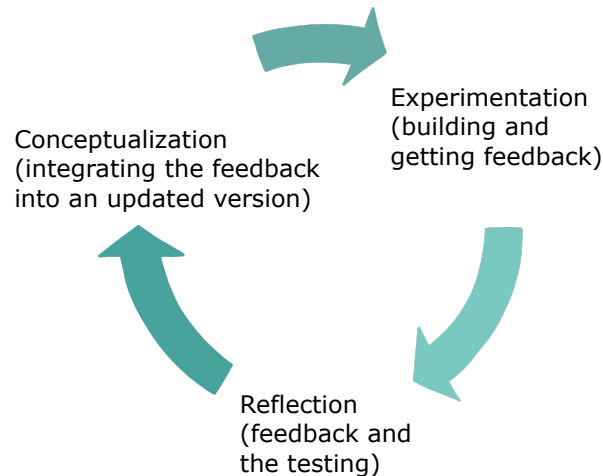 Experimentation
(building and
getting feedback)
Conceptualization
(integrating the feedback
into an updated version)
Reflection
(feedback and
the testing)